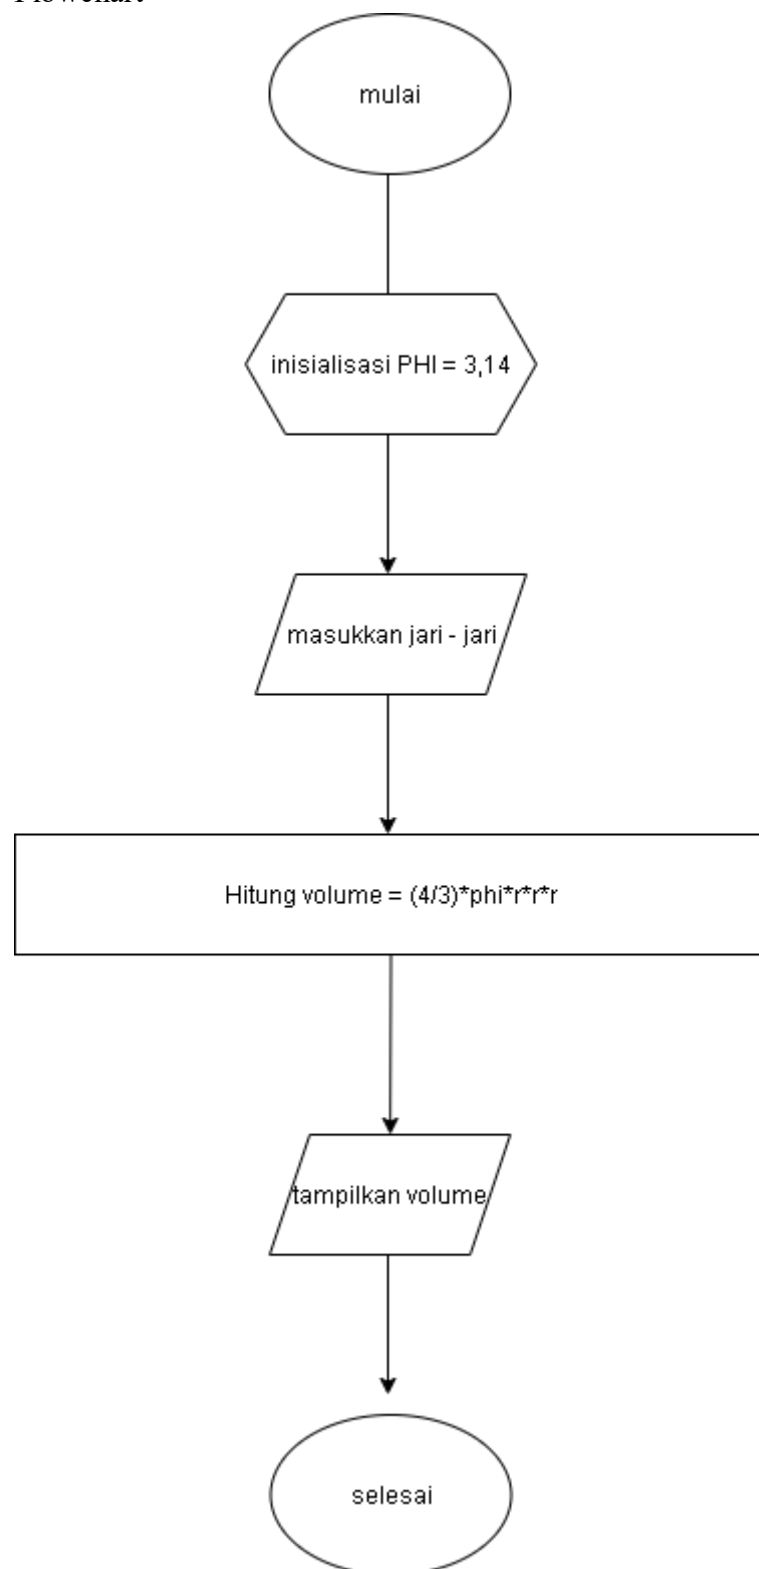 Flowchart
mulai
inisialisasi PHI = 3,14
masukkan jari - jari
Hitung volume = (4/3)*phi*r*r*r
tampilkan volume
selesai